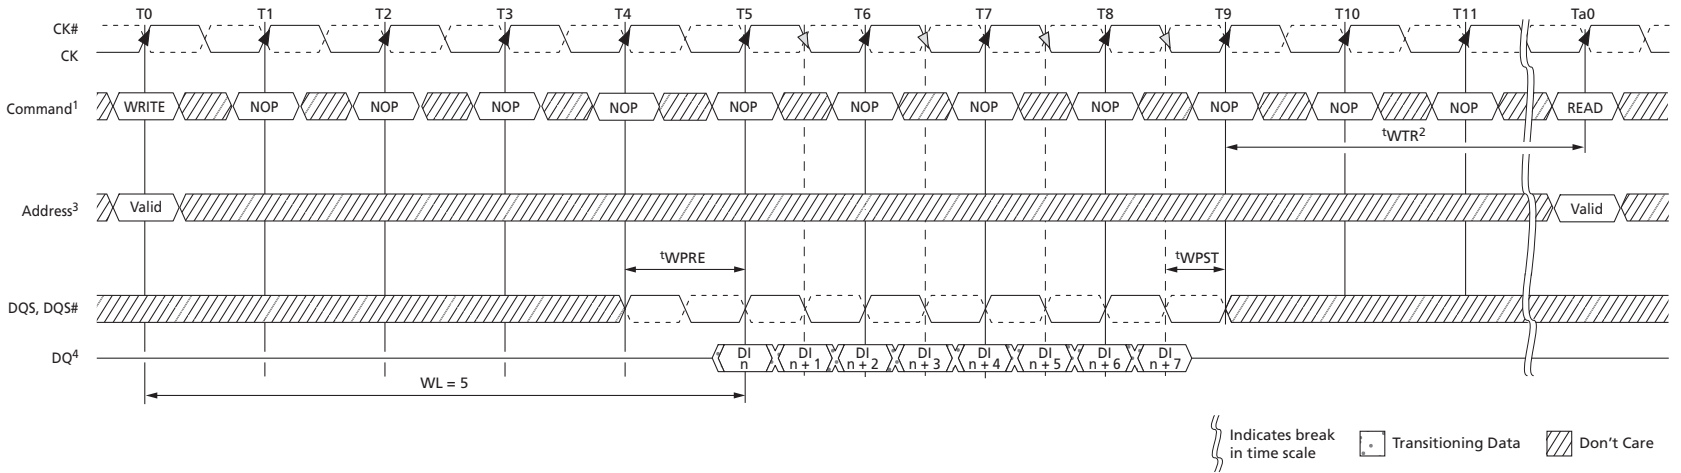 T0 T1 T2 T3 T4 T5 T6 T7 T8 T9 T10 T11 Ta0
CK#
CK
Command1 WRITE NOP NOP NOP NOP NOP NOP NOP NOP NOP NOP NOP READ
tWTR2
Address3 Valid Valid
tWPRE tWPST
DQS, DQS#
DQ4 DI n DI n + 1 DI n + 2 DI n + 3 DI n + 4 DI n + 5 DI n + 6 DI n + 7
WL = 5
Indicates break
in time scale
Transitioning Data
Don't Care